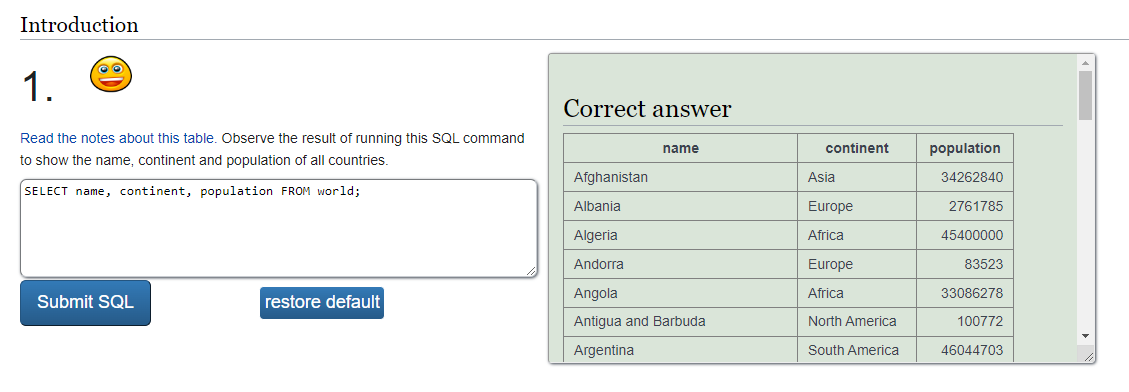 Introduction
1.
Read the notes about this table. Observe the result of running this SQL command
to show the name, continent and population of all countries.
SELECT name, continent, population FROM world;
Submit SQL restore default
Correct answer
name continent population
Afghanistan Asia 34262840
Albania Europe 2761785
Algeria Africa 45400000
Andorra Europe 83523
Angola Africa 33086278
Antigua and Barbuda North America 100772
Argentina South America 46044703